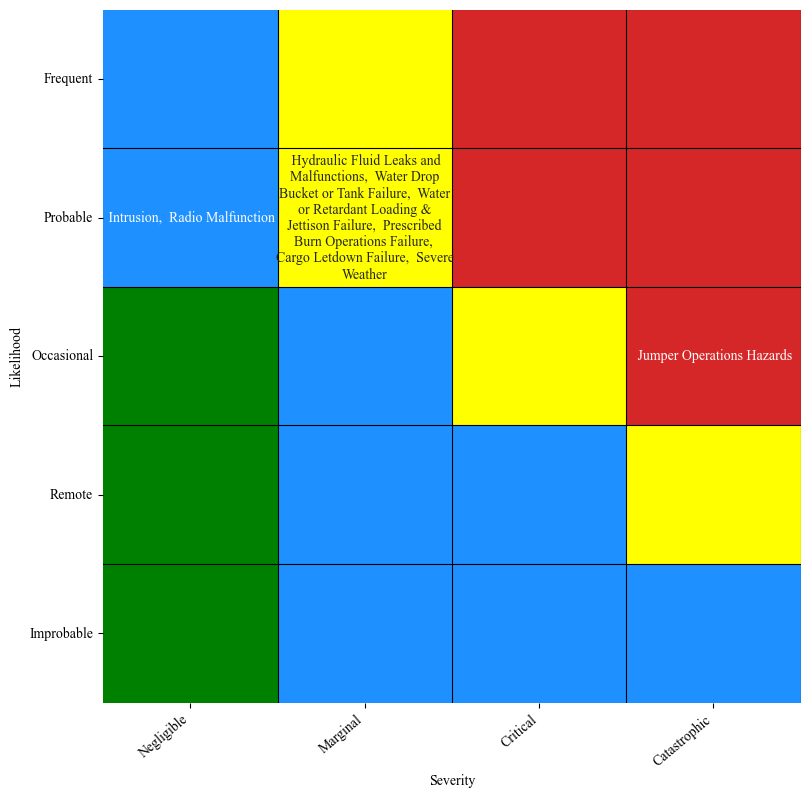 Frequent
Hydraulic Fluid Leaks and
Malfunctions,  Water Drop
Bucket or Tank Failure,  Water
or Retardant Loading &
Jettison Failure,  Prescribed
Burn Operations Failure,
Cargo Letdown Failure,  Severe
Weather
Probable
Intrusion,  Radio Malfunction
Likelihood
Occasional
Jumper Operations Hazards
Remote
Improbable
Negligible
Marginal
Critical
Catastrophic
Severity